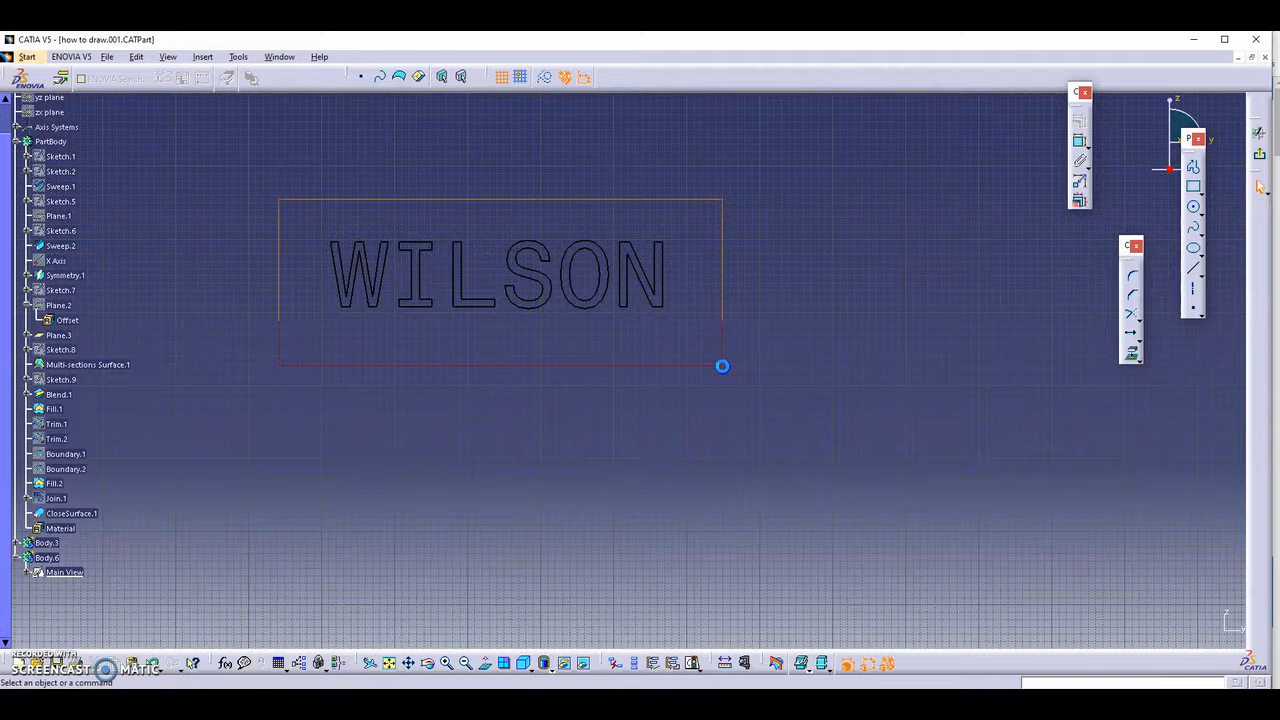 CATIA V5 - [how to draw.001.CATPart]
Start ENOVIA V5 File Edit View Insert Tools Window Help
ENOVIA ENOVIA Search...
yz plane
zx plane
Axis Systems
PartBody
Sketch.1
Sketch.2
Sweep.1
Sketch.5
Plane.1
Sketch.6
Sweep.2
X Axis
Symmetry.1
Sketch.7
Plane.2
Offset
Plane.3
Sketch.8
Multi-sections Surface.1
Sketch.9
Blend.1
Fill.1
Trim.1
Trim.2
Boundary.1
Boundary.2
Fill.2
Join.1
CloseSurface.1
Material
Body.3
Body.6
Main View
WILSON
C x
z
y
P x
C x
z
y
RECORDED WITH
SCREENCAST MATIC
f(x)
CATIA
Select an object or a command